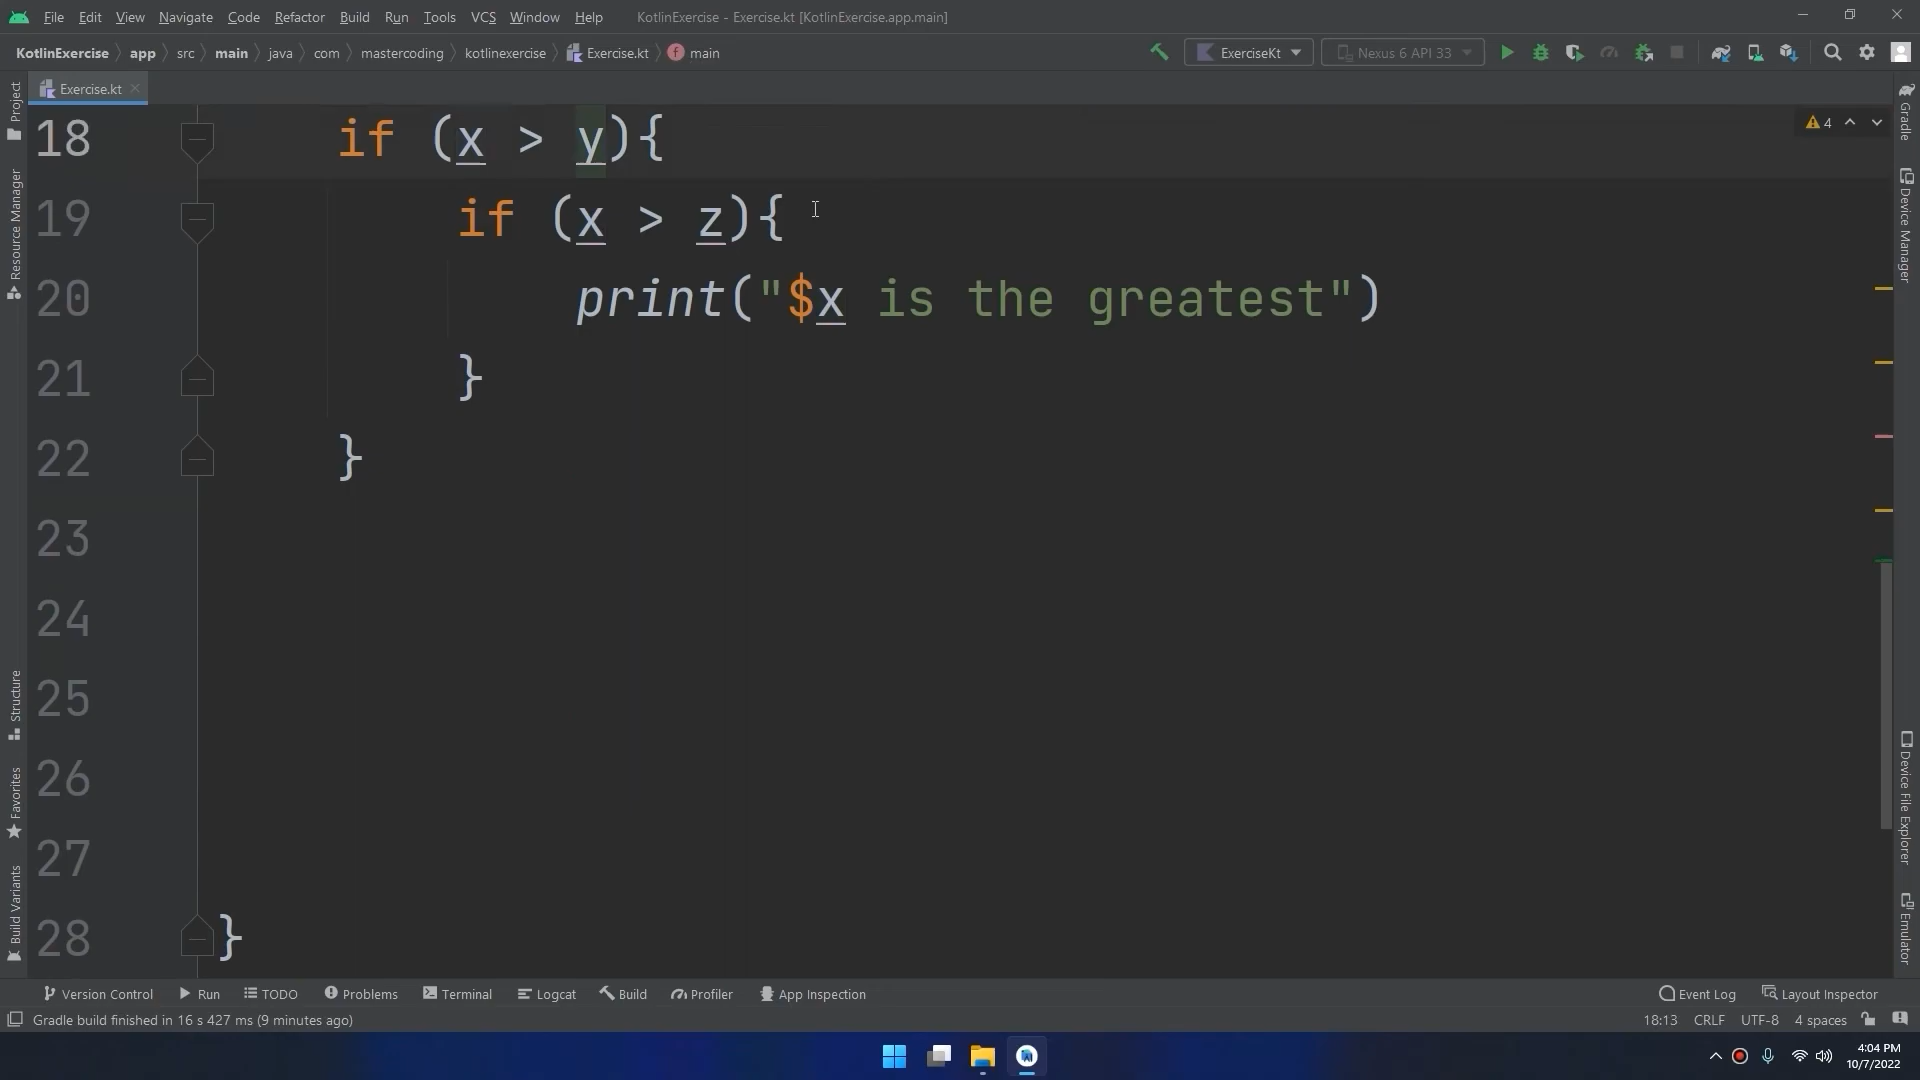 File Edit View Navigate Code Refactor Build Run Tools VCS Window Help KotlinExercise - Exercise.kt [KotlinExercise.app.main]
KotlinExercise app src main java com mastercoding kotlinexercise Exercise.kt main ExerciseKt Nexus 6 API 33
Exercise.kt
4
18 if (x > y){
19 if (x > z){
20 print("$x is the greatest")
21 }
22 }
23
24
25
26
27
28 }
Project
Resource Manager
Structure
Favorites
Build Variants
Gradle
Device Manager
Device File Explorer
Emulator
Version Control Run TODO Problems Terminal Logcat Build Profiler App Inspection Event Log Layout Inspector
Gradle build finished in 16 s 427 ms (9 minutes ago) 18:13 CRLF UTF-8 4 spaces
4:04 PM
10/7/2022